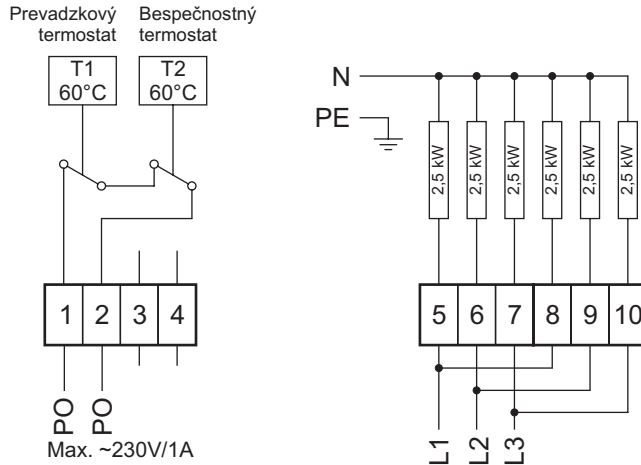 Prevadzkový
termostat
Bespečnostný
termostat
T1
60°C
T2
60°C
1 2 3 4
PO PO
Max. ~230V/1A
N
PE
2,5 kW 2,5 kW 2,5 kW 2,5 kW 2,5 kW 2,5 kW
5 6 7 8 9 10
L1 L2 L3